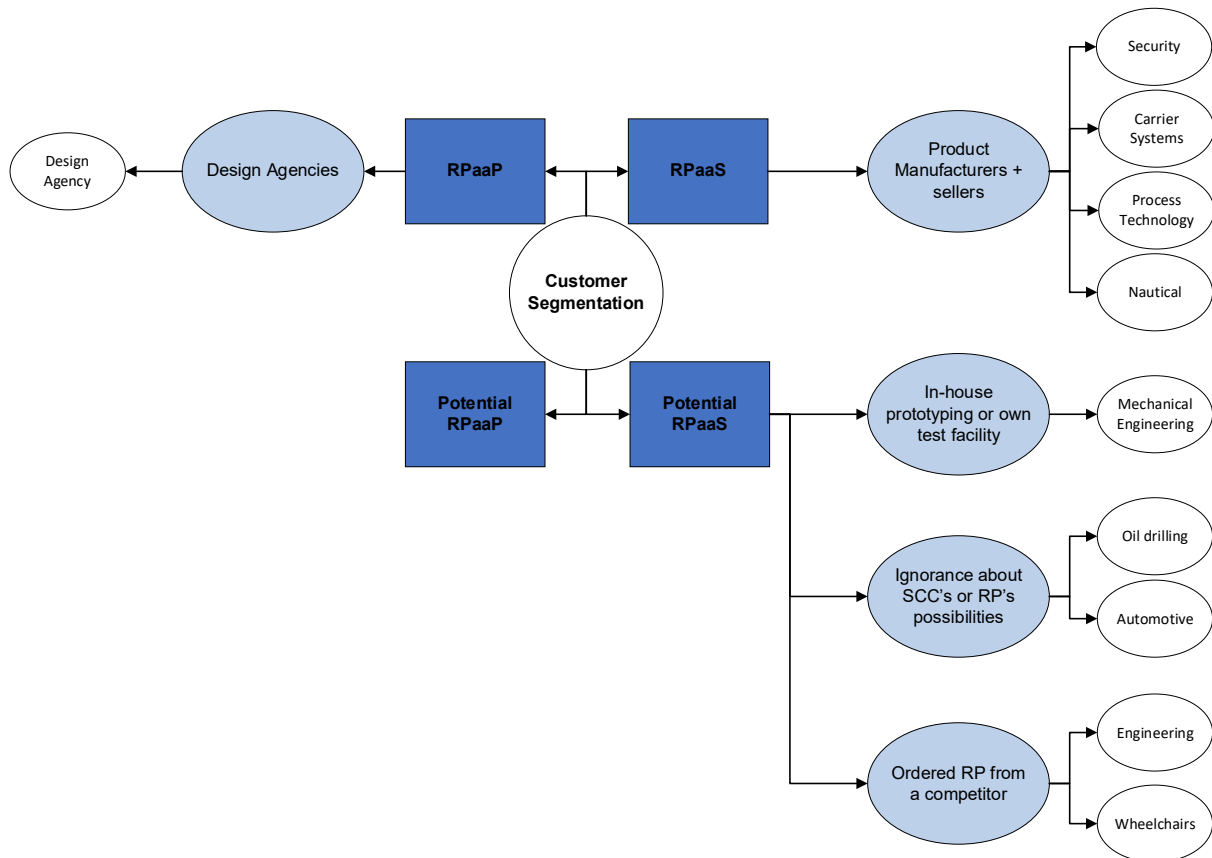 Security
Carrier
Systems
Process
Technology
Nautical
Design
Agency
Design Agencies
RPaaP
RPaaS
Product
Manufacturers +
sellers
Customer
Segmentation
Potential
RPaaP
Potential
RPaaS
In-house
prototyping or own
test facility
Mechanical
Engineering
Ignorance about
SCC's or RP's
possibilities
Oil drilling
Automotive
Ordered RP from
a competitor
Engineering
Wheelchairs